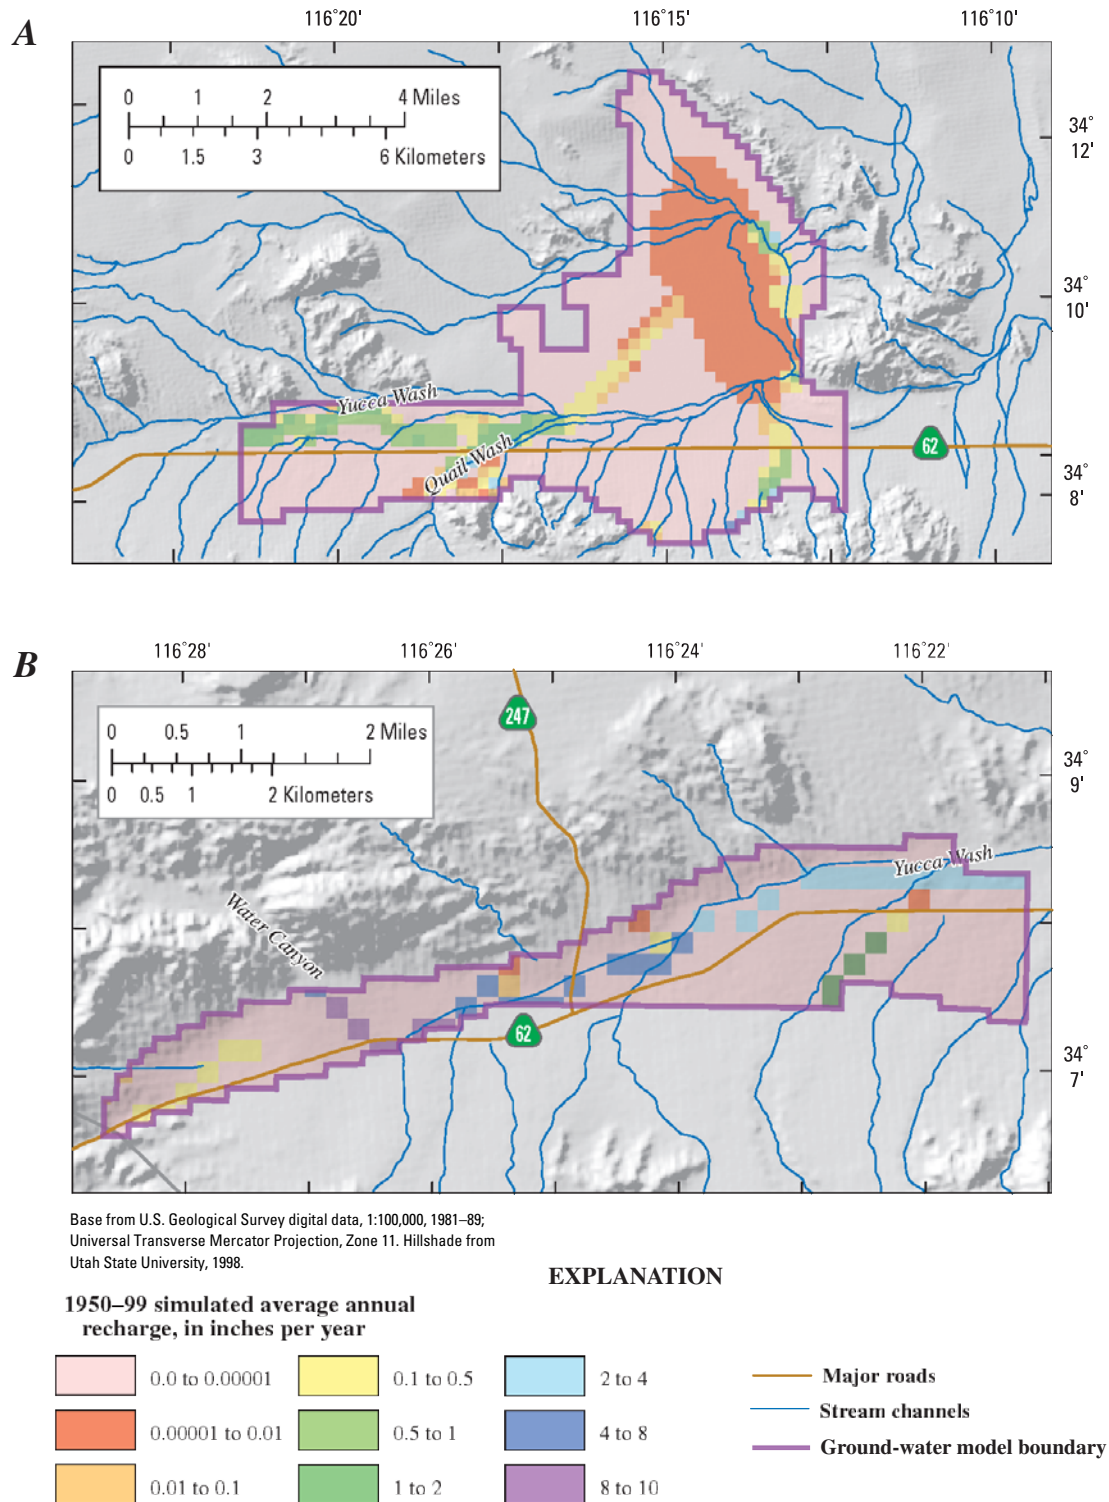 A
116°20'
116°15'
116°10'
0 1 2 4 Miles
0 1.5 3 6 Kilometers
34°
12'
34°
10'
34°
8'
Yucca Wash
Quail Wash
62
B
116°28'
116°26'
116°24'
116°22'
247
0 0.5 1 2 Miles
0 0.5 1 2 Kilometers
34°
9'
34°
7'
Yucca Wash
Water Canyon
62
Base from U.S. Geological Survey digital data, 1:100,000, 1981–89;
Universal Transverse Mercator Projection, Zone 11. Hillshade from
Utah State University, 1998.
EXPLANATION
1950–99 simulated average annual
recharge, in inches per year
0.0 to 0.00001
0.00001 to 0.01
0.01 to 0.1
0.1 to 0.5
0.5 to 1
1 to 2
2 to 4
4 to 8
8 to 10
Major roads
Stream channels
Ground-water model boundary